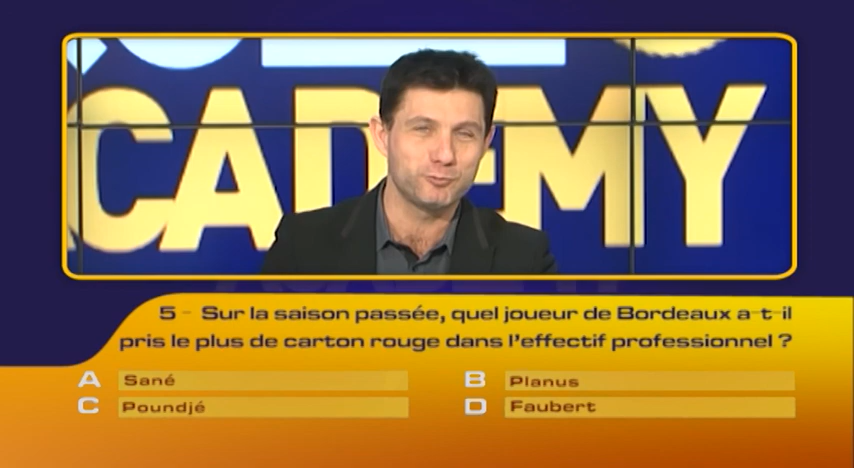 ACADEMY
5 - Sur la saison passée, quel joueur de Bordeaux a-t-il
pris le plus de carton rouge dans l'effectif professionnel ?
A Sané
B Planus
C Poundjé
D Faubert